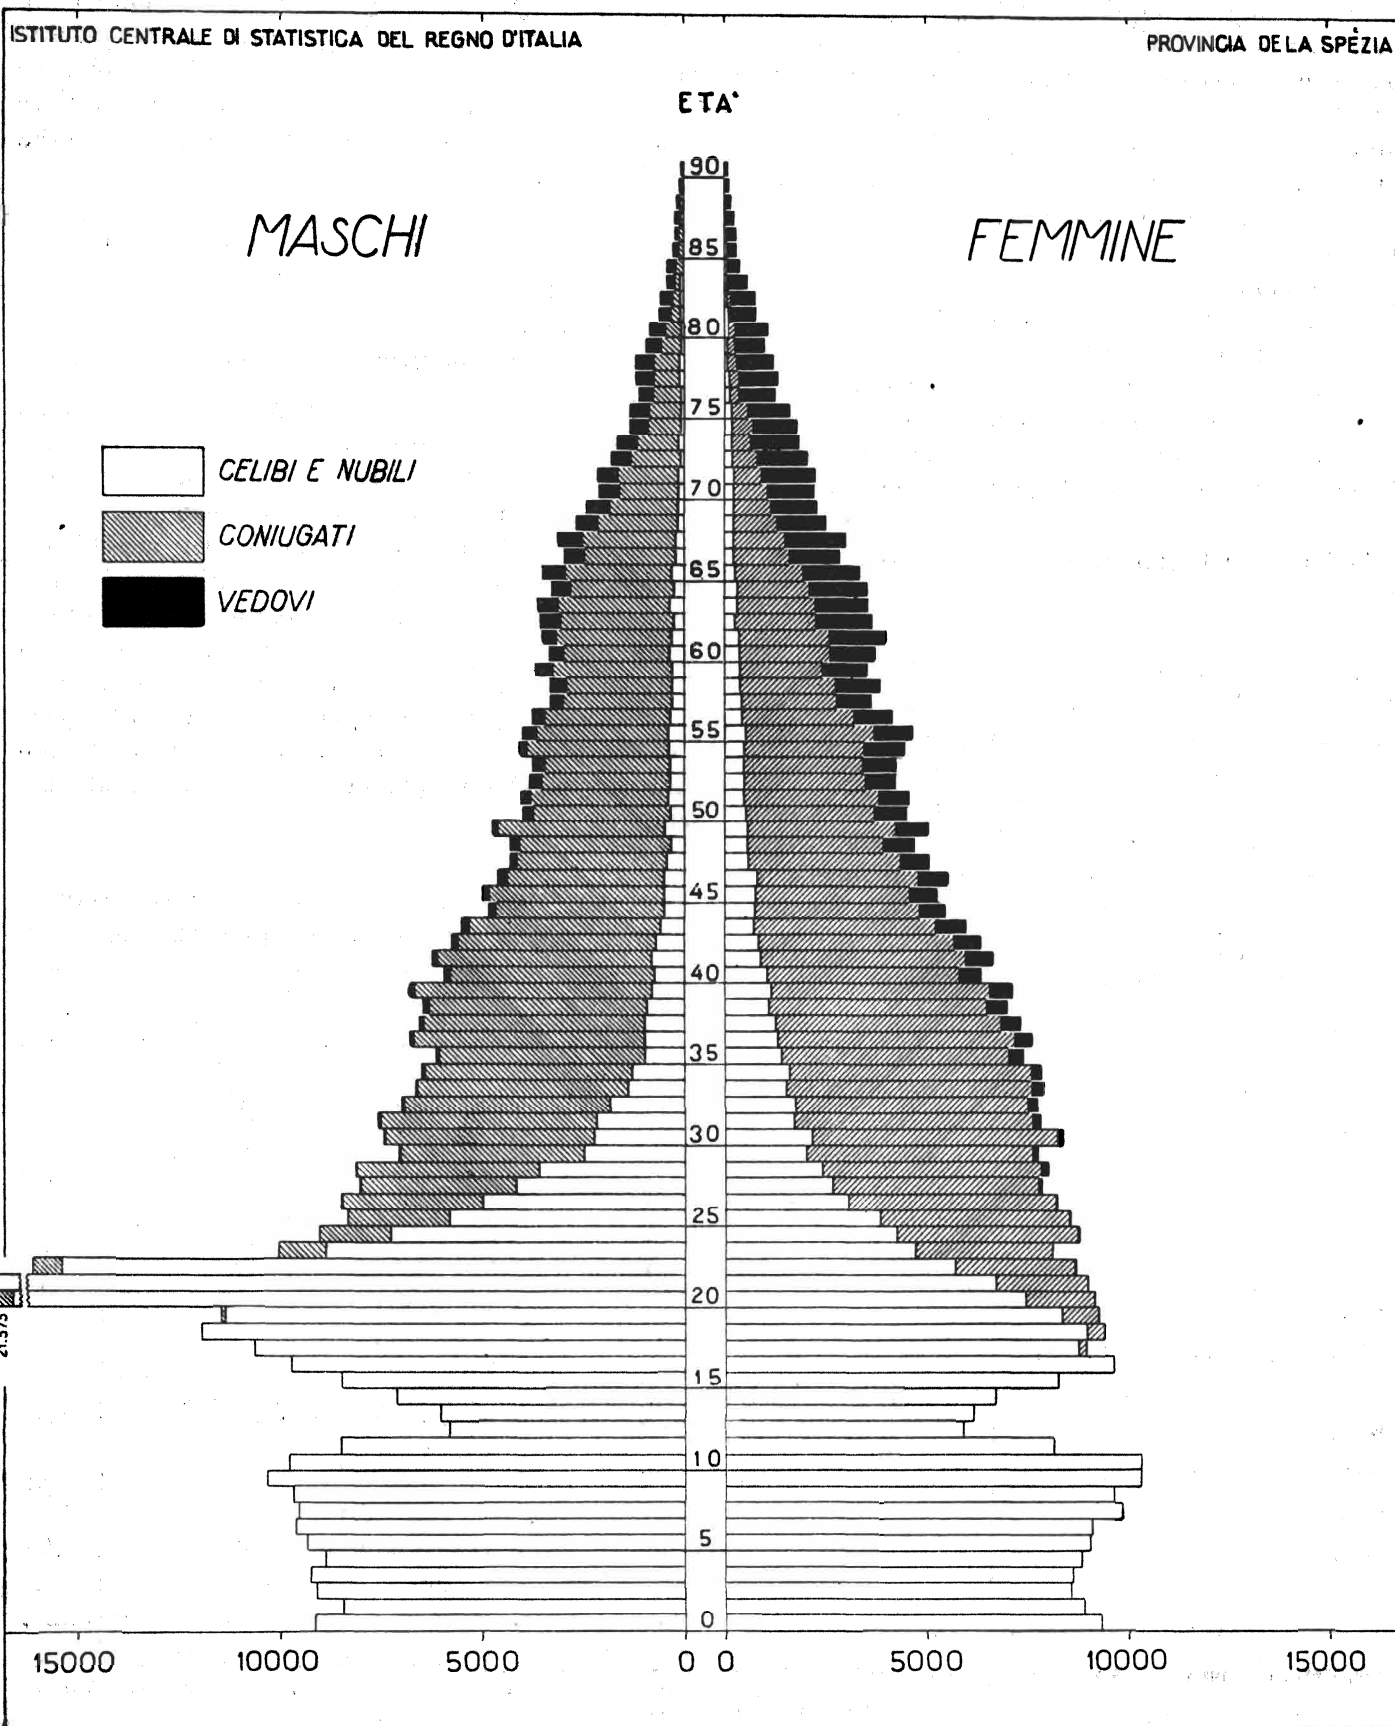 ISTITUTO CENTRALE DI STATISTICA DEL REGNO D'ITALIA
PROVINCIA DE LA SPÈZIA
ETA'
MASCHI
FEMMINE
CELIBI E NUBILI
CONIUGATI
VEDOVI
90
85
80
75
70
65
60
55
50
45
40
35
30
25
20
15
10
5
0
15000 10000 5000 0 0 5000 10000 15000